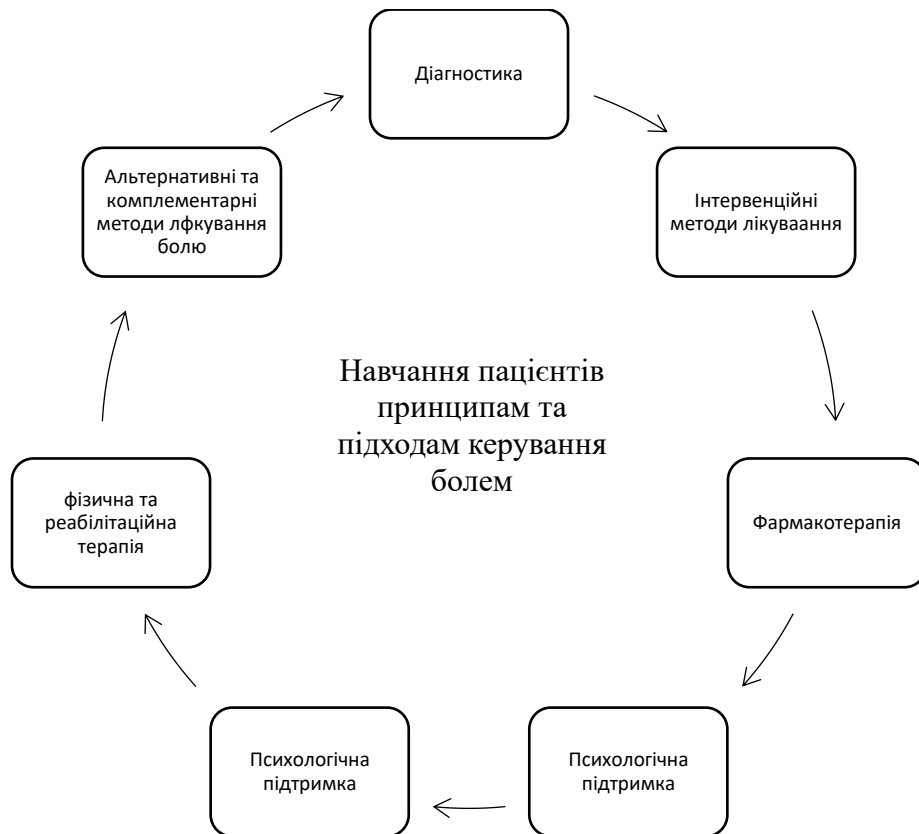 Діагностика
Інтервенційні
методи лікуваання
Фармакотерапія
Психологічна
підтримка
Психологічна
підтримка
фізична та
реабілітаційна
терапія
Альтернативні та
комплементарні
методи лфкування
болю
Навчання пацієнтів
принципам та
підходам керування
болем